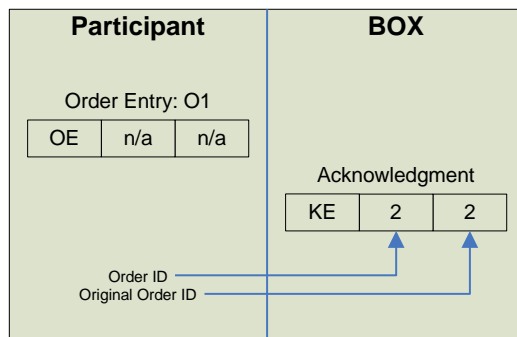 Participant
BOX
Order Entry: O1
OE n/a n/a
Acknowledgment
KE 2 2
Order ID
Original Order ID